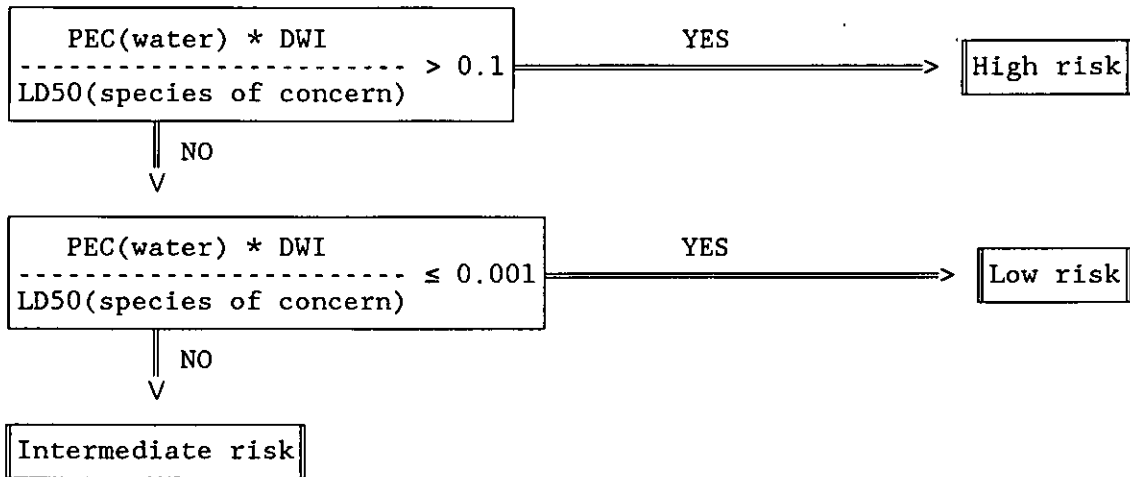 PEC(water) * DWI
----------------------- > 0.1
LD50(species of concern)
YES
High risk
NO
PEC(water) * DWI
----------------------- ≤ 0.001
LD50(species of concern)
YES
Low risk
NO
Intermediate risk